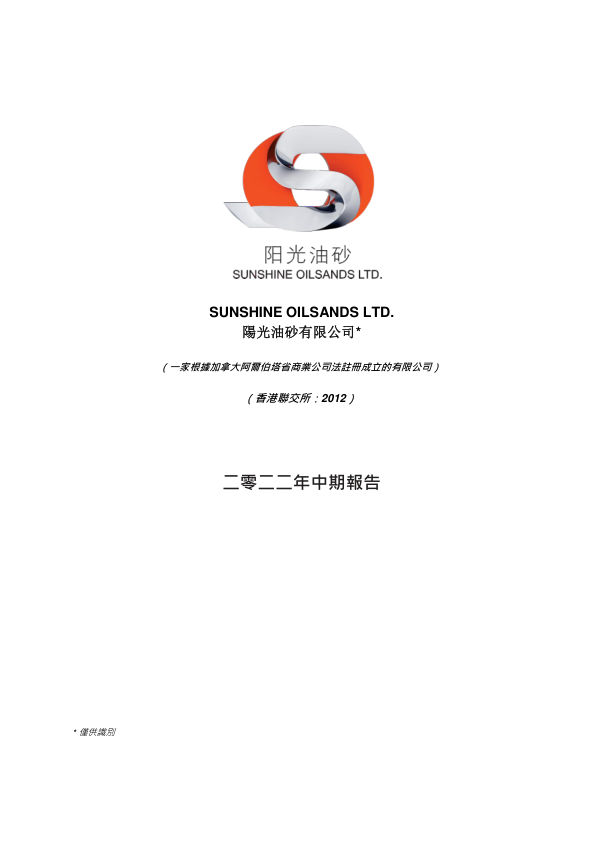 阳光油砂
SUNSHINE OILSANDS LTD.
SUNSHINE OILSANDS LTD.
陽光油砂有限公司*
（一家根據加拿大阿爾伯塔省商業公司法註冊成立的有限公司）
（香港聯交所：2012）
二零二二年中期報告
* 僅供識別